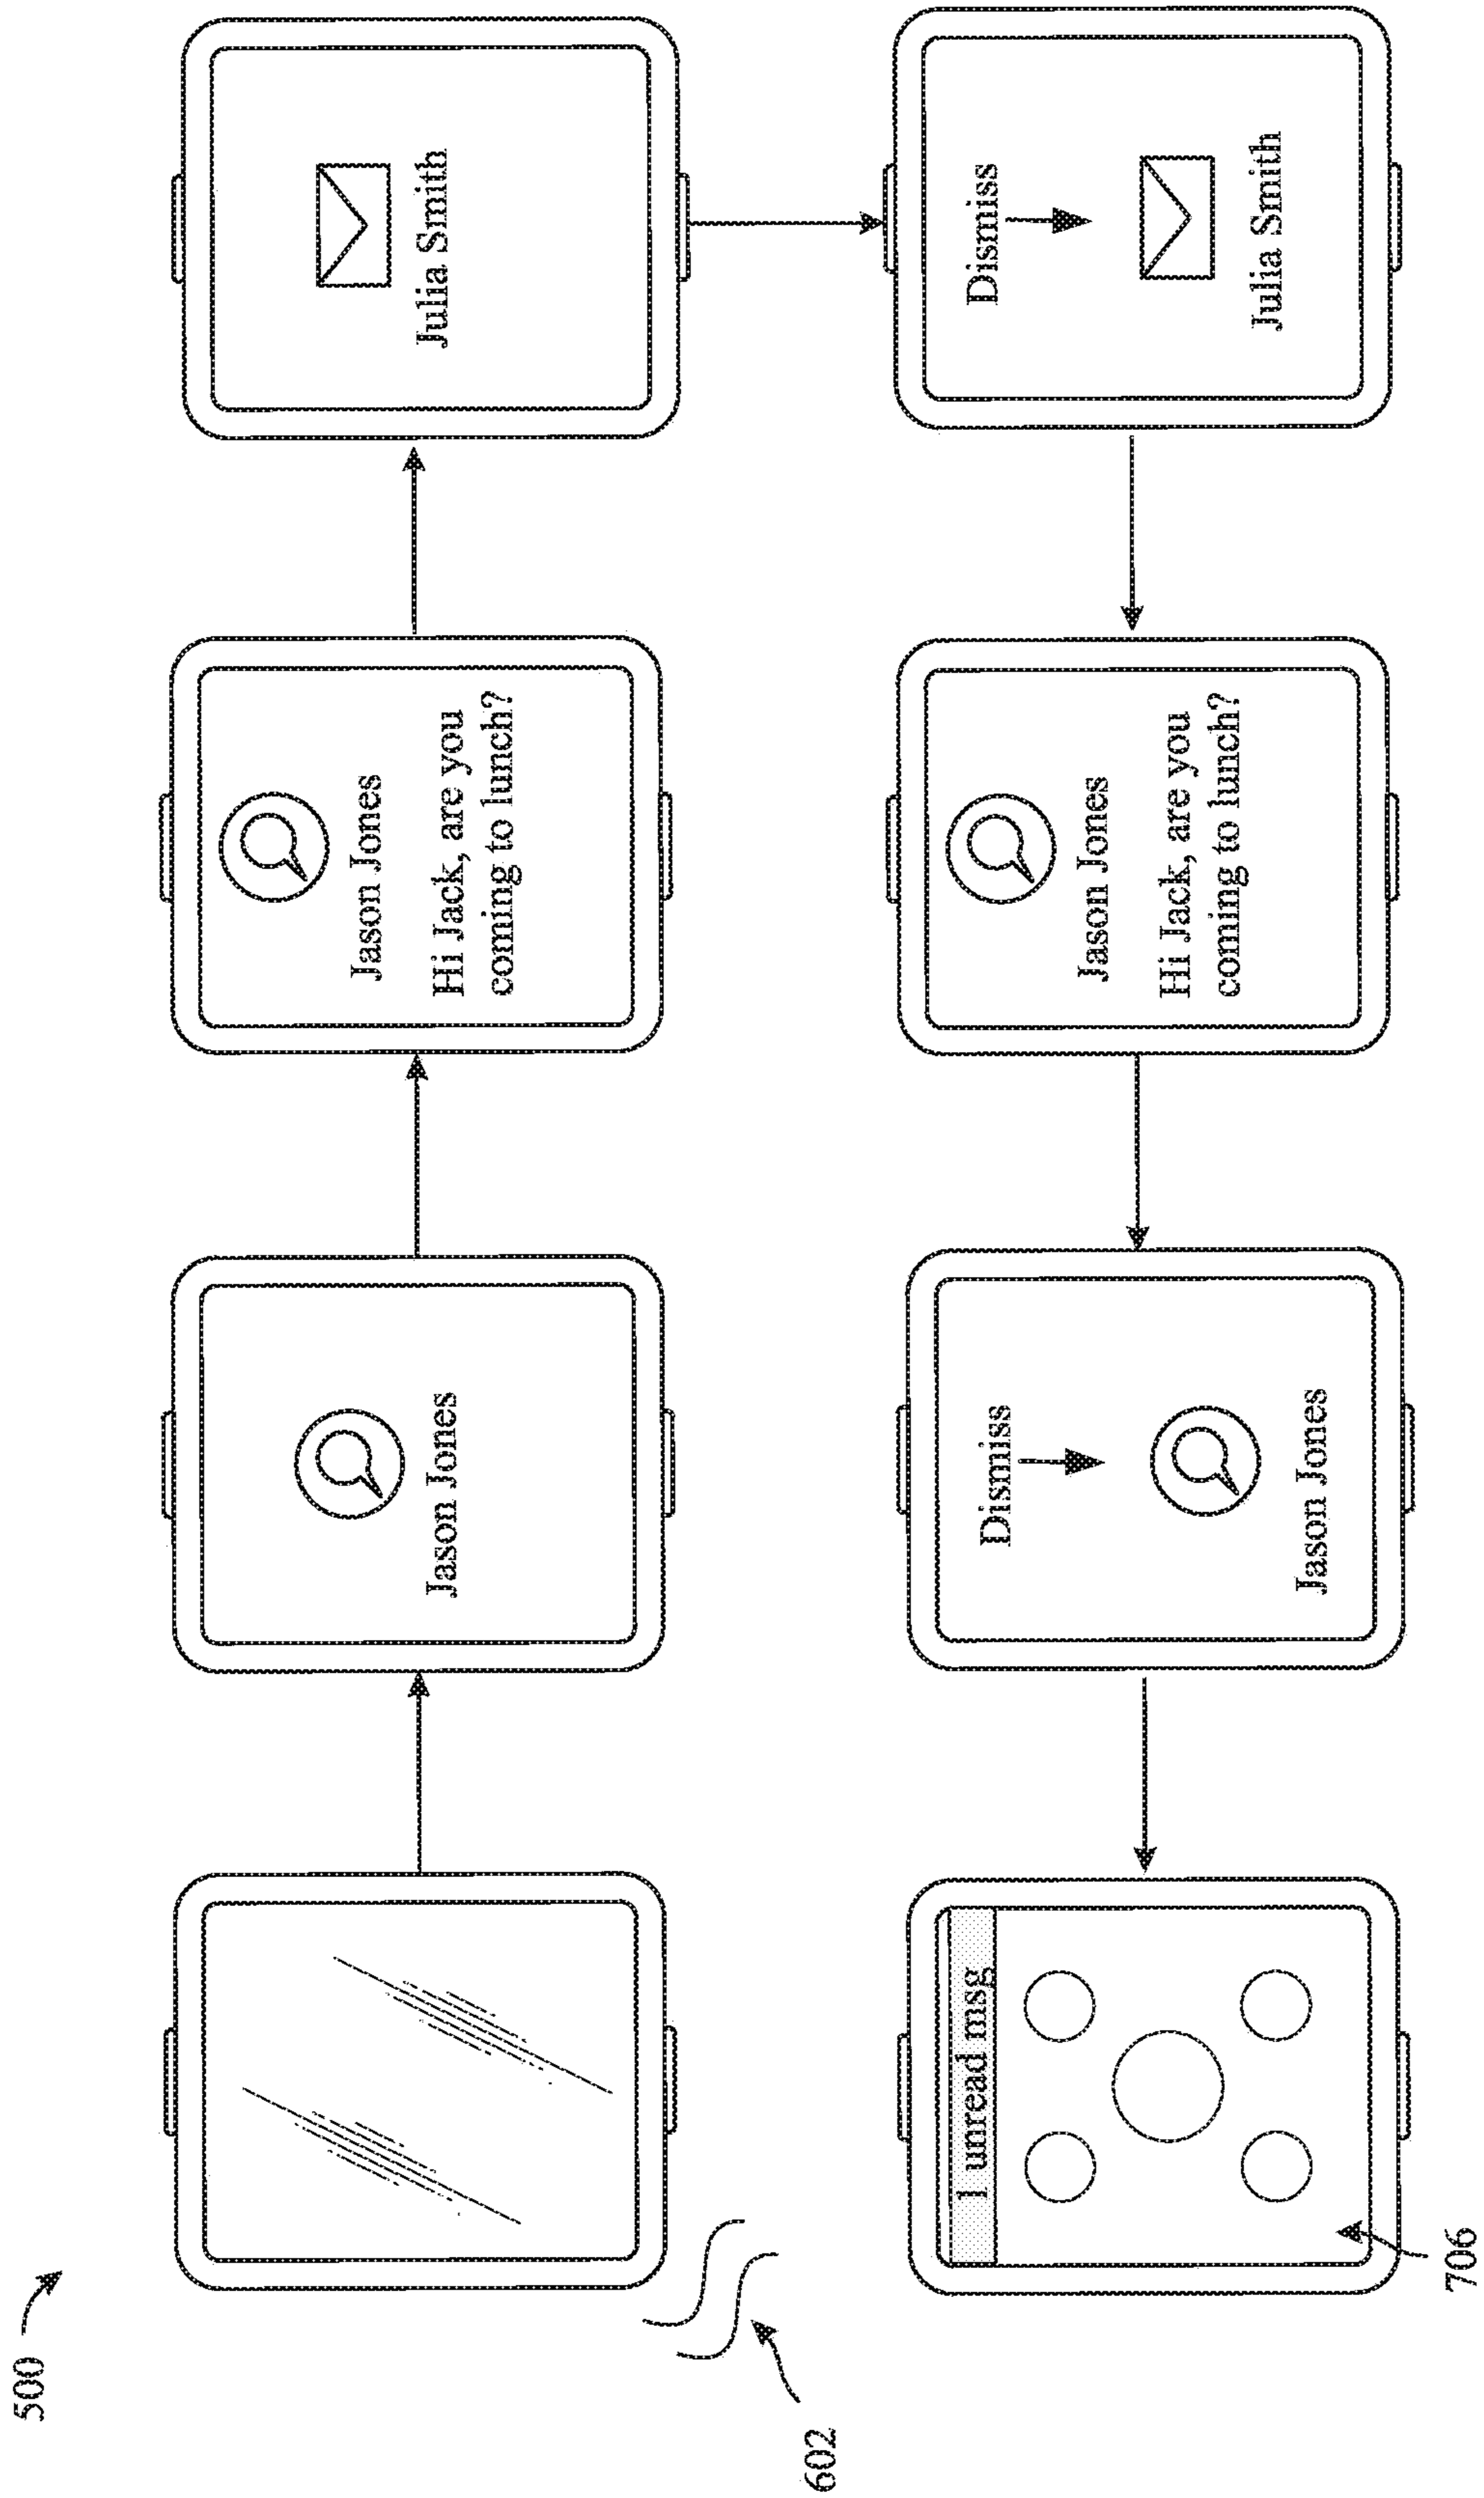 500
602
Jason Jones
Jason Jones
Hi Jack, are you
coming to lunch?
Julia Smith
1 unread msg
706
Dismiss
Jason Jones
Jason Jones
Hi Jack, are you
coming to lunch?
Dismiss
Julia Smith